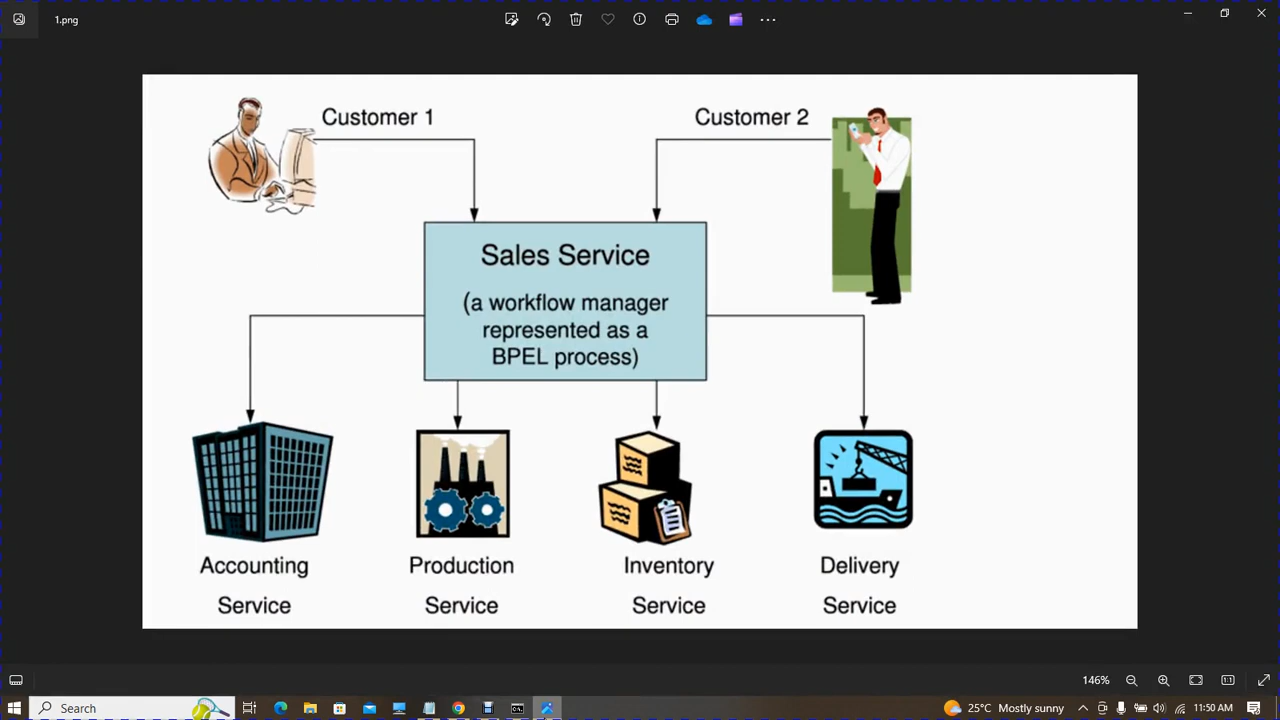 1.png
Customer 1
Customer 2
Sales Service
(a workflow manager
represented as a
BPEL process)
Accounting
Service
Production
Service
Inventory
Service
Delivery
Service
146%
Search
25°C Mostly sunny
11:50 AM